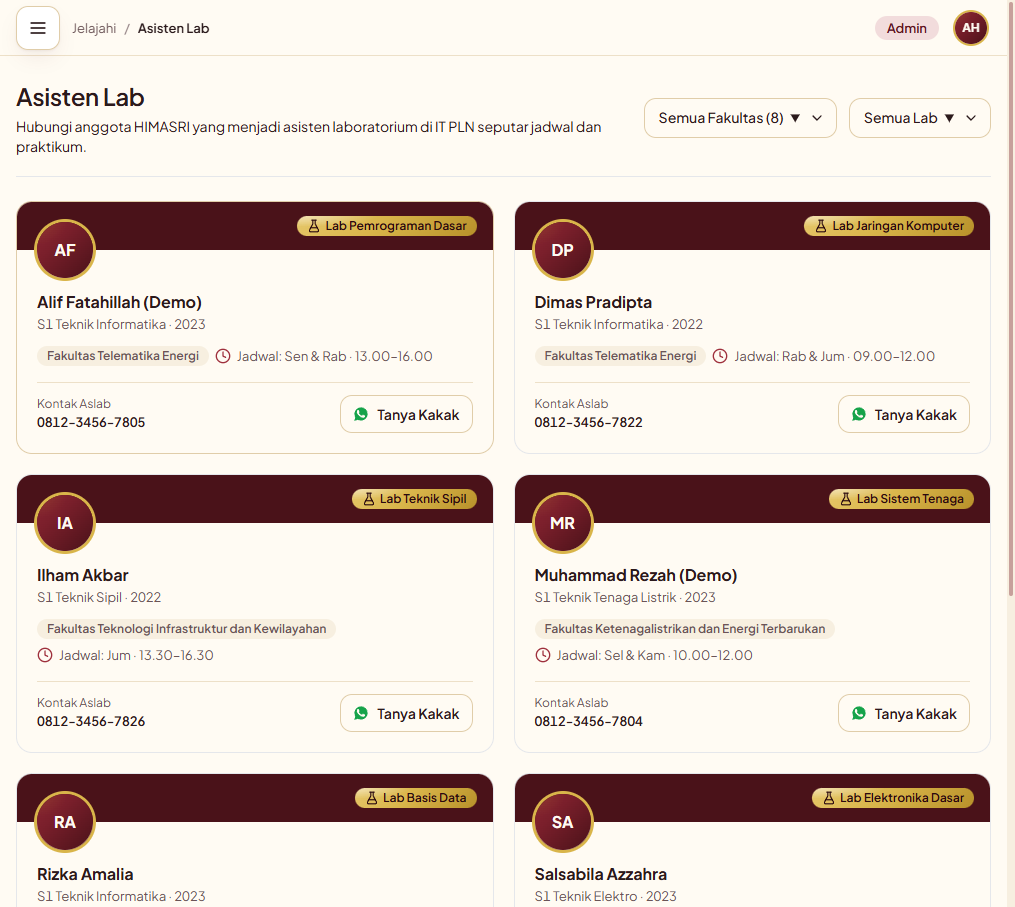 Jelajahi / Asisten Lab
Admin
AH
Asisten Lab
Hubungi anggota HIMASRI yang menjadi asisten laboratorium di IT PLN seputar jadwal dan
praktikum.
Semua Fakultas (8) ▼
Semua Lab ▼
Lab Pemrograman Dasar
AF
Alif Fatahillah (Demo)
S1 Teknik Informatika · 2023
Fakultas Telematika Energi
Jadwal: Sen & Rab · 13.00–16.00
Kontak Aslab
0812-3456-7805
Tanya Kakak
Lab Jaringan Komputer
DP
Dimas Pradipta
S1 Teknik Informatika · 2022
Fakultas Telematika Energi
Jadwal: Rab & Jum · 09.00–12.00
Kontak Aslab
0812-3456-7822
Tanya Kakak
Lab Teknik Sipil
IA
Ilham Akbar
S1 Teknik Sipil · 2022
Fakultas Teknologi Infrastruktur dan Kewilayahan
Jadwal: Jum · 13.30–16.30
Kontak Aslab
0812-3456-7826
Tanya Kakak
Lab Sistem Tenaga
MR
Muhammad Rezah (Demo)
S1 Teknik Tenaga Listrik · 2023
Fakultas Ketenagalistrikan dan Energi Terbarukan
Jadwal: Sel & Kam · 10.00–12.00
Kontak Aslab
0812-3456-7804
Tanya Kakak
Lab Basis Data
RA
Rizka Amalia
S1 Teknik Informatika · 2023
Lab Elektronika Dasar
SA
Salsabila Azzahra
S1 Teknik Elektro · 2023